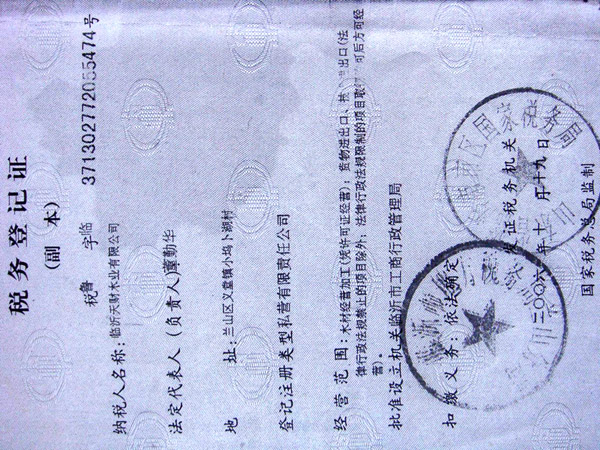 税务登记证
(副 本)
税鲁 字临 371302772055474号
纳税人名称:临沂天财木业有限公司
法定代表人(负责人)覃勤华
地 址:兰山区义堂镇小坞卜湖村
登记注册类型私营有限责任公司
经营范围:木材经营加工(凭许可证经营);货物进出口、技 出口(法
律行政法规禁止的项目除外;法律行政法规限制的项目取得 可后方可经
营)。
批准设立机关临沂市工商行政管理局
扣缴义务:依法确定
证税务机关
二〇〇六年十 月十九日
国家税务总局监制